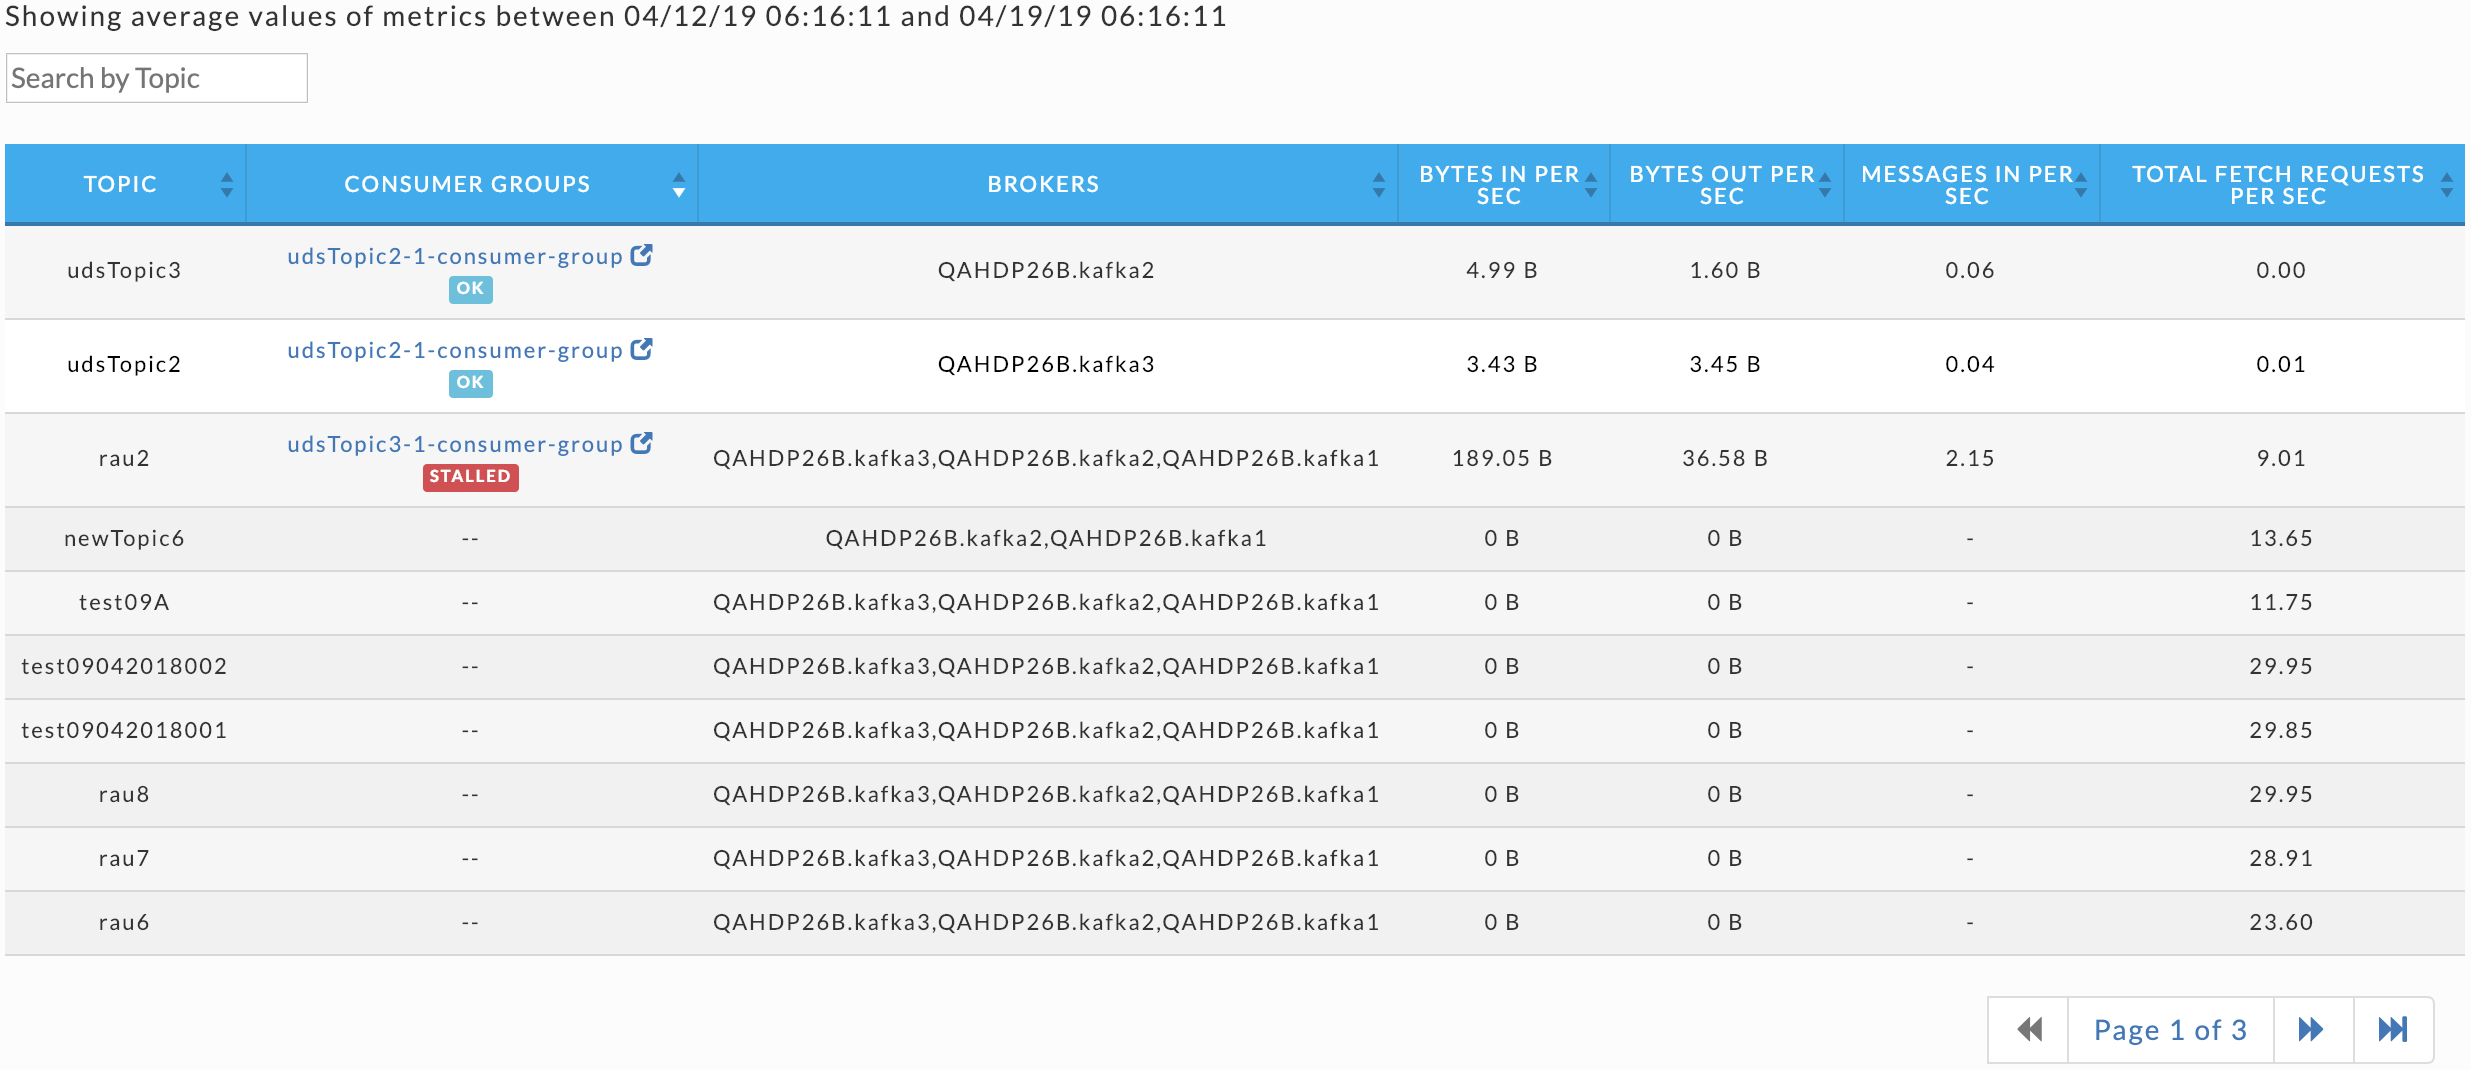 Showing average values of metrics between 04/12/19 06:16:11 and 04/19/19 06:16:11
Search by Topic
TOPIC CONSUMER GROUPS BROKERS BYTES IN PER SEC BYTES OUT PER SEC MESSAGES IN PER SEC TOTAL FETCH REQUESTS PER SEC
udsTopic3 udsTopic2-1-consumer-group OK QAHDP26B.kafka2 4.99 B 1.60 B 0.06 0.00
udsTopic2 udsTopic2-1-consumer-group OK QAHDP26B.kafka3 3.43 B 3.45 B 0.04 0.01
rau2 udsTopic3-1-consumer-group STALLED QAHDP26B.kafka3,QAHDP26B.kafka2,QAHDP26B.kafka1 189.05 B 36.58 B 2.15 9.01
newTopic6 -- QAHDP26B.kafka2,QAHDP26B.kafka1 0 B 0 B - 13.65
test09A -- QAHDP26B.kafka3,QAHDP26B.kafka2,QAHDP26B.kafka1 0 B 0 B - 11.75
test09042018002 -- QAHDP26B.kafka3,QAHDP26B.kafka2,QAHDP26B.kafka1 0 B 0 B - 29.95
test09042018001 -- QAHDP26B.kafka3,QAHDP26B.kafka2,QAHDP26B.kafka1 0 B 0 B - 29.85
rau8 -- QAHDP26B.kafka3,QAHDP26B.kafka2,QAHDP26B.kafka1 0 B 0 B - 29.95
rau7 -- QAHDP26B.kafka3,QAHDP26B.kafka2,QAHDP26B.kafka1 0 B 0 B - 28.91
rau6 -- QAHDP26B.kafka3,QAHDP26B.kafka2,QAHDP26B.kafka1 0 B 0 B - 23.60
Page 1 of 3